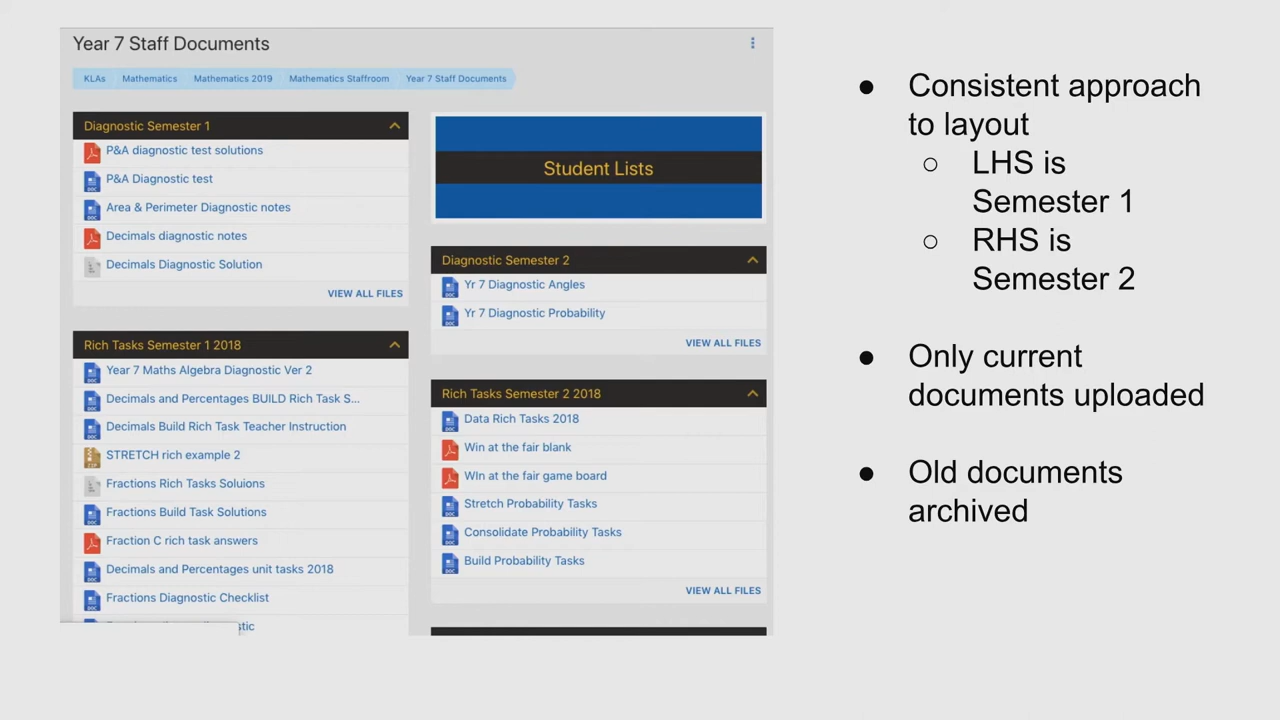 Year 7 Staff Documents
KLAs Mathematics Mathematics 2019 Mathematics Staffroom Year 7 Staff Documents
Diagnostic Semester 1
P&A diagnostic test solutions
P&A Diagnostic test
Area & Perimeter Diagnostic notes
Decimals diagnostic notes
Decimals Diagnostic Solution
VIEW ALL FILES
Rich Tasks Semester 1 2018
Year 7 Maths Algebra Diagnostic Ver 2
Decimals and Percentages BUILD Rich Task S...
Decimals Build Rich Task Teacher Instruction
STRETCH rich example 2
Fractions Rich Tasks Soluions
Fractions Build Task Solutions
Fraction C rich task answers
Decimals and Percentages unit tasks 2018
Fractions Diagnostic Checklist
Student Lists
Diagnostic Semester 2
Yr 7 Diagnostic Angles
Yr 7 Diagnostic Probability
VIEW ALL FILES
Rich Tasks Semester 2 2018
Data Rich Tasks 2018
Win at the fair blank
WIn at the fair game board
Stretch Probability Tasks
Consolidate Probability Tasks
Build Probability Tasks
VIEW ALL FILES
● Consistent approach
to layout
○ LHS is
Semester 1
○ RHS is
Semester 2
● Only current
documents uploaded
● Old documents
archived